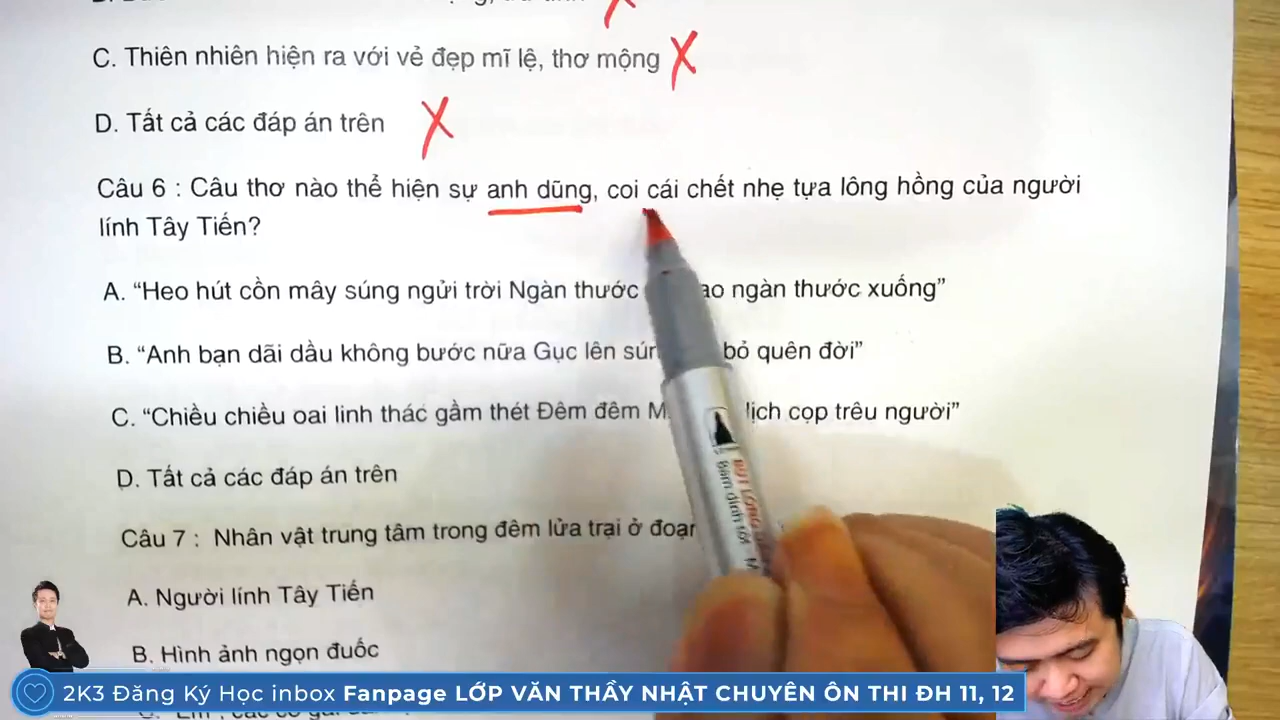 C. Thiên nhiên hiện ra với vẻ đẹp mĩ lệ, thơ mộng
D. Tất cả các đáp án trên
Câu 6 : Câu thơ nào thể hiện sự anh dũng, coi cái chết nhẹ tựa lông hồng của người
lính Tây Tiến?
A. “Heo hút cồn mây súng ngửi trời Ngàn thước ngàn thước xuống”
B. “Anh bạn dãi dầu không bước nữa Gục lên bỏ quên đời”
C. “Chiều chiều oai linh thác gầm thét Đêm đêm cọp trêu người”
D. Tất cả các đáp án trên
Câu 7 : Nhân vật trung tâm trong đêm lửa trại ở
A. Người lính Tây Tiến
B. Hình ảnh ngọn đuốc
2K3 Đăng Ký Học inbox Fanpage LỚP VĂN THẦY NHẬT CHUYÊN ÔN THI ĐH 11, 12